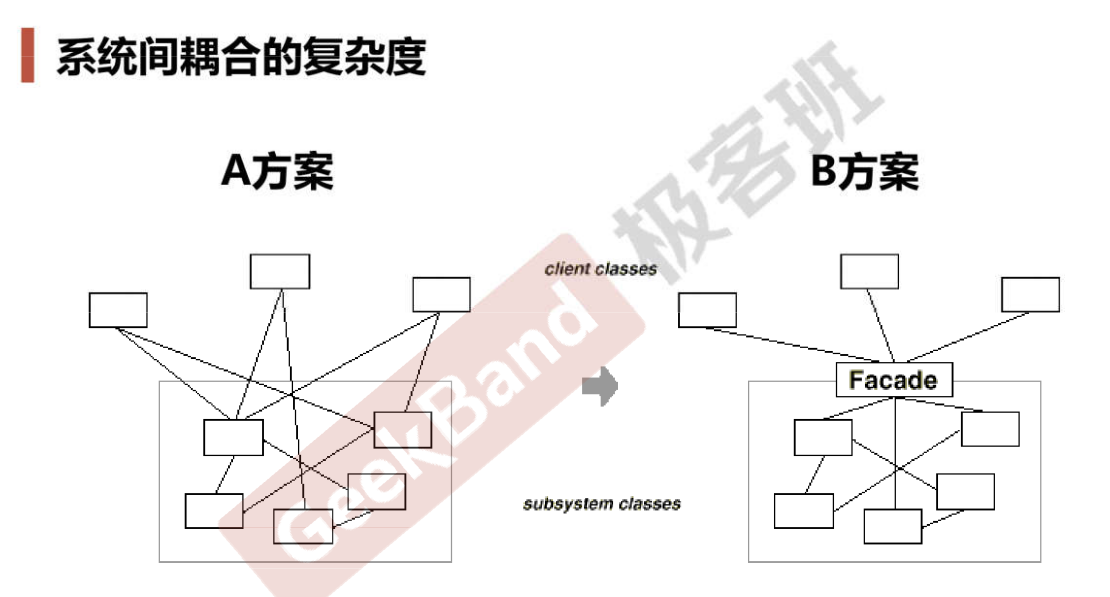 系统间耦合的复杂度
A方案
B方案
极客班
GeekBand
client classes
Facade
subsystem classes